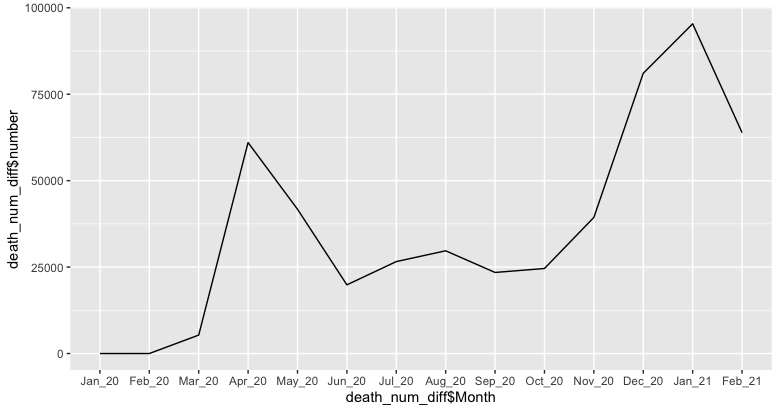 100000
75000
50000
25000
0
death_num_diff$number
Jan_20 Feb_20 Mar_20 Apr_20 May_20 Jun_20 Jul_20 Aug_20 Sep_20 Oct_20 Nov_20 Dec_20 Jan_21 Feb_21
death_num_diff$Month